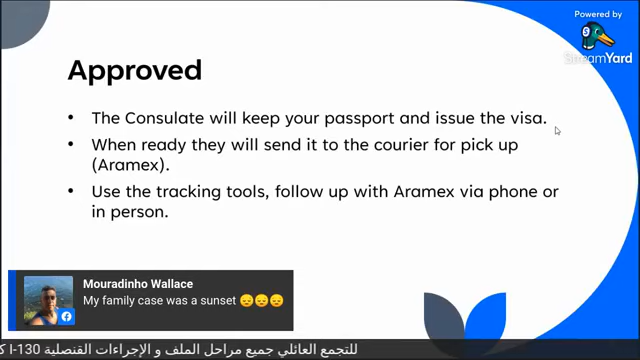 Powered by
StreamYard
Approved
• The Consulate will keep your passport and issue the visa.
• When ready they will send it to the courier for pick up
(Aramex).
• Use the tracking tools, follow up with Aramex via phone or
in person.
Mouradinho Wallace
My family case was a sunset 😞😞😞
للتجمع العائلي جميع مراحل الملف و الإجراءات القنصلية I-130